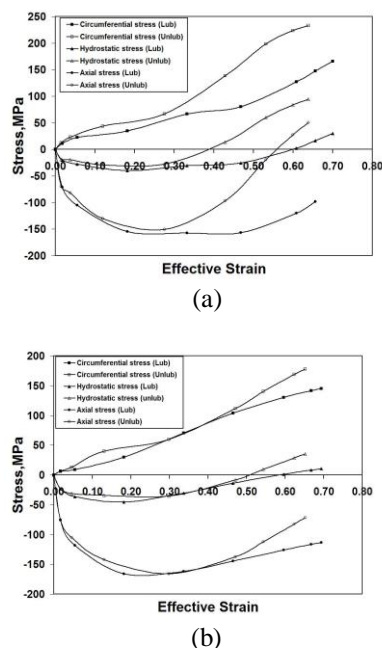 250
200
150
100
50
0
-50
-100
-150
-200
Stress,MPa
Circumferential stress (Lub)
Circumferential stress (Unlub)
Hydrostatic stress (Lub)
Hydrostatic stress (Unlub)
Axial stress (Lub)
Axial stress (Unlub)
0.00 0.10 0.20 0.30 0.40 0.50 0.60 0.70 0.80
Effective Strain
(a)
200
150
100
50
0
-50
-100
-150
-200
Stress,MPa
Circumferential stress (Lub)
Circumferential stress (Unlub)
Hydrostatic stress (Lub)
Hydrostatic stress (unlub)
Axial stress (Lub)
Axial stress (Unlub)
0.00 0.10 0.20 0.30 0.40 0.50 0.60 0.70 0.80
Effective Strain
(b)